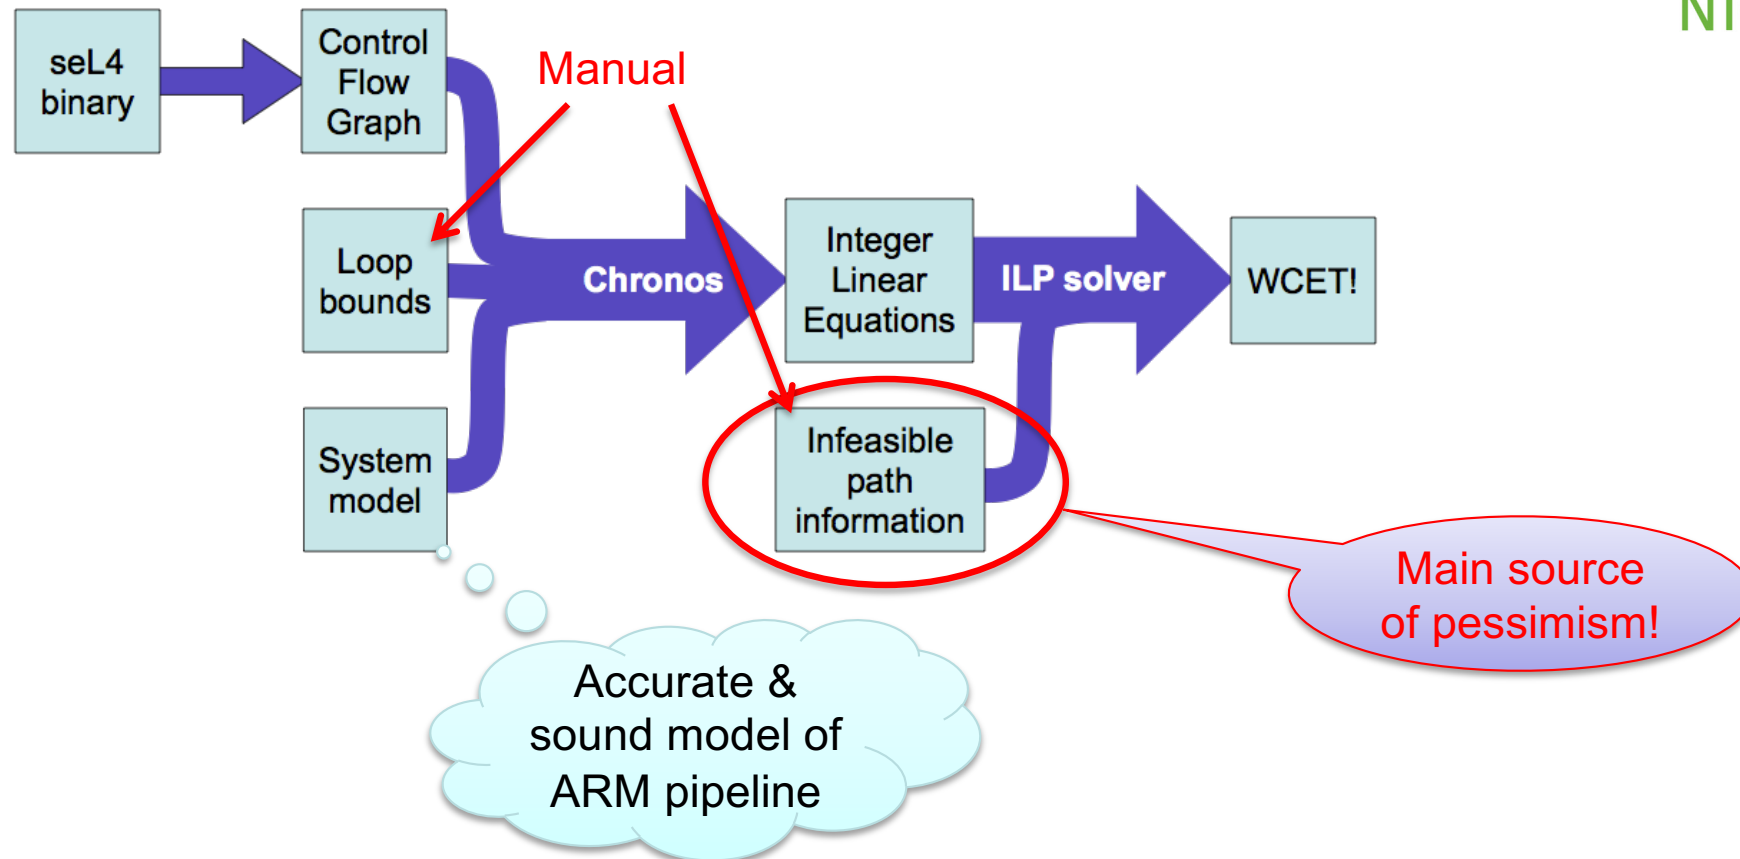 seL4
binary
Control
Flow
Graph
Manual
Loop
bounds
Chronos
Integer
Linear
Equations
ILP solver
WCET!
System
model
Infeasible
path
information
Main source
of pessimism!
Accurate &
sound model of
ARM pipeline